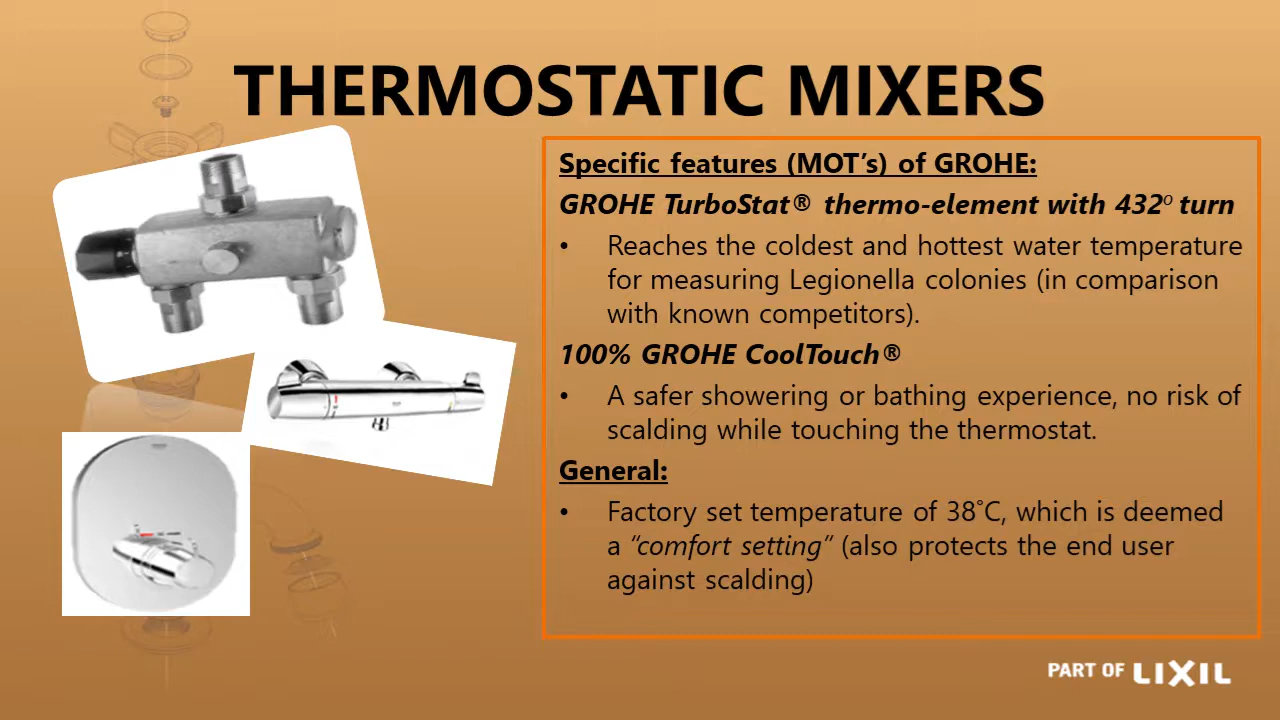 THERMOSTATIC MIXERS
Specific features (MOT’s) of GROHE:
GROHE TurboStat® thermo-element with 432º turn
• Reaches the coldest and hottest water temperature
for measuring Legionella colonies (in comparison
with known competitors).
100% GROHE CoolTouch®
• A safer showering or bathing experience, no risk of
scalding while touching the thermostat.
General:
• Factory set temperature of 38˚C, which is deemed
a “comfort setting” (also protects the end user
against scalding)
PART OF LIXIL